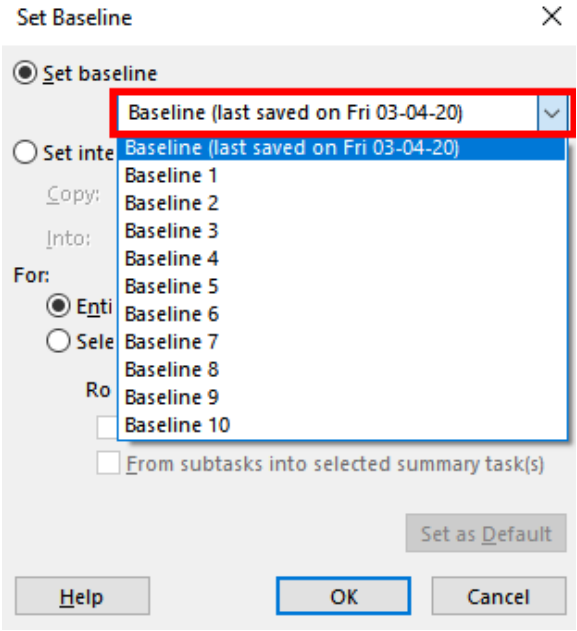 Set Baseline
Set baseline
Baseline (last saved on Fri 03-04-20)
Set inte
Baseline (last saved on Fri 03-04-20)
Copy:
Baseline 1
Baseline 2
Into:
Baseline 3
Baseline 4
For:
Baseline 5
Enti
Baseline 6
Sele
Baseline 7
Baseline 8
Ro
Baseline 9
Baseline 10
From subtasks into selected summary task(s)
Set as Default
Help
OK
Cancel